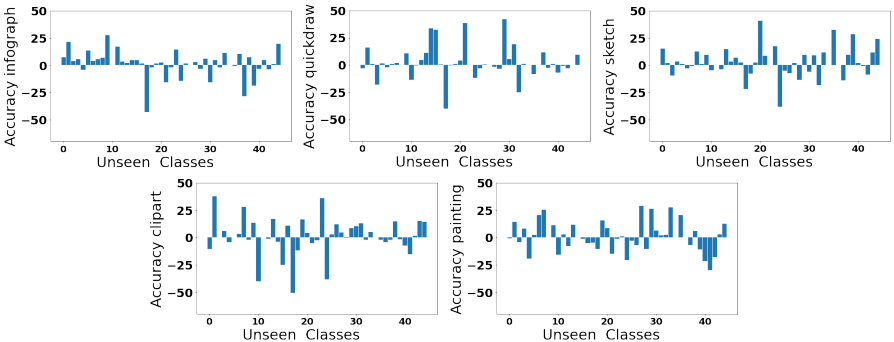 Accuracy infograph
50
25
0
−25
−50
0 10 20 30 40
Unseen Classes
Accuracy quickdraw
50
25
0
−25
−50
0 10 20 30 40
Unseen Classes
Accuracy sketch
50
25
0
−25
−50
0 10 20 30 40
Unseen Classes
Accuracy clipart
50
25
0
−25
−50
0 10 20 30 40
Unseen Classes
Accuracy painting
50
25
0
−25
−50
0 10 20 30 40
Unseen Classes